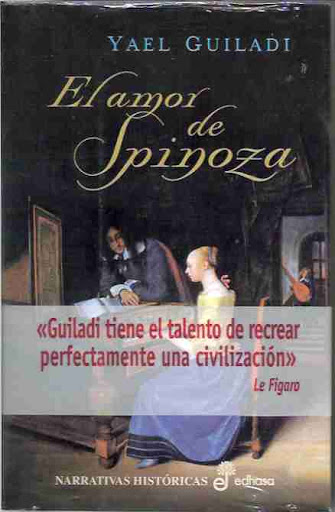 YAEL GUILADI
El amor
de
Spinoza
«Guiladi tiene el talento de recrear
perfectamente una civilización»
Le Figaro
NARRATIVAS HISTÓRICAS edhasa